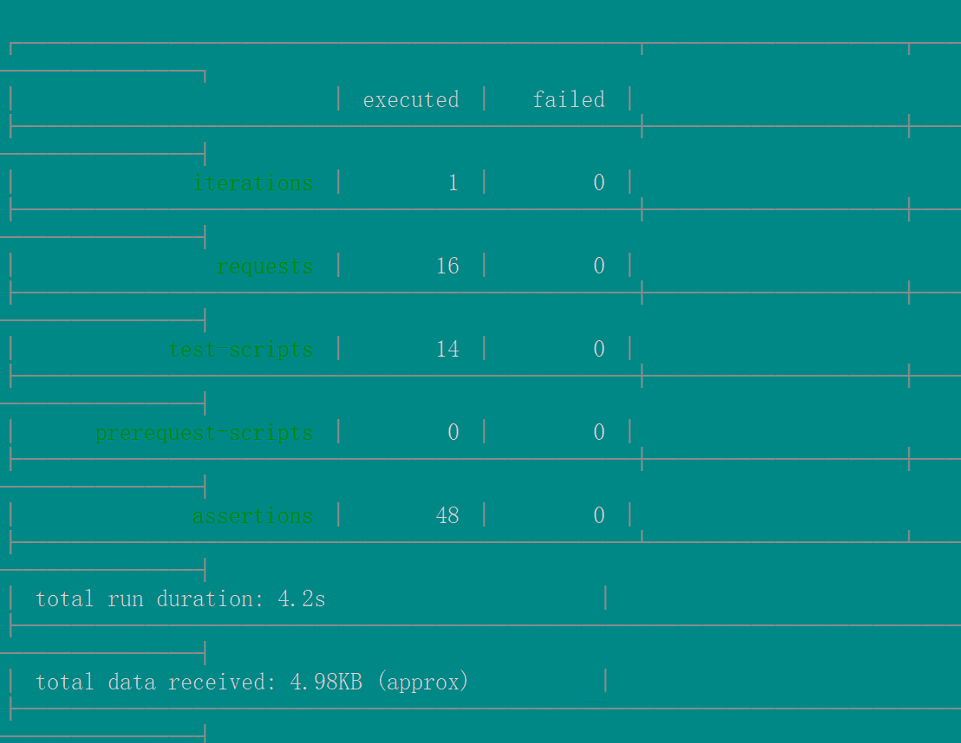 executed failed
iterations 1 0
requests 16 0
test-scripts 14 0
prerequest-scripts 0 0
assertions 48 0
total run duration: 4.2s
total data received: 4.98KB (approx)